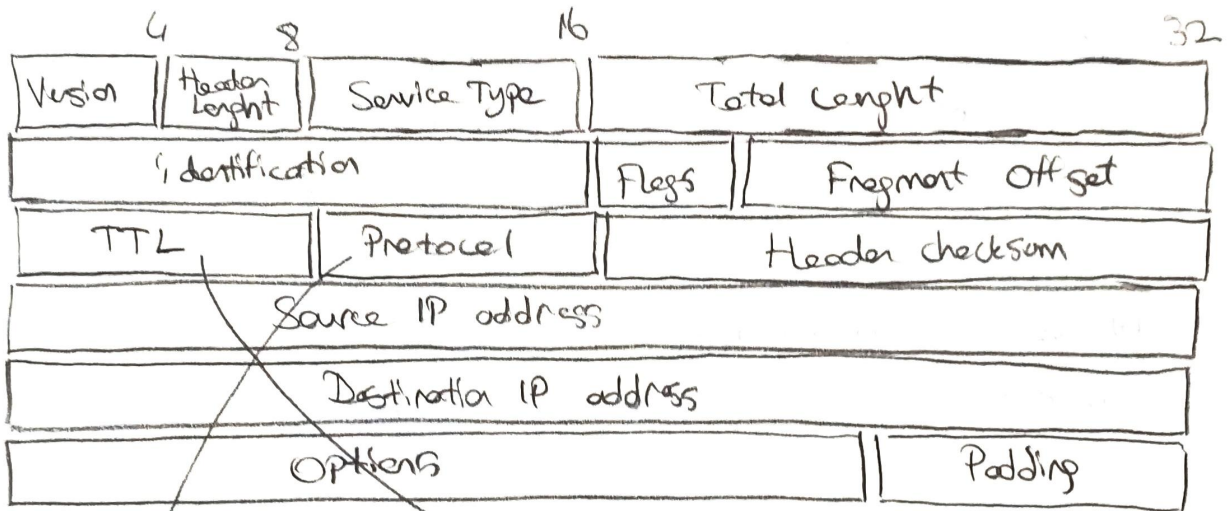 4 8 16 32
Vesion Header Lenght Service Type Total Lenght
identification Flags Fragment Offset
TTL Protocol Header checksum
Source IP address
Destination IP address
Options Padding